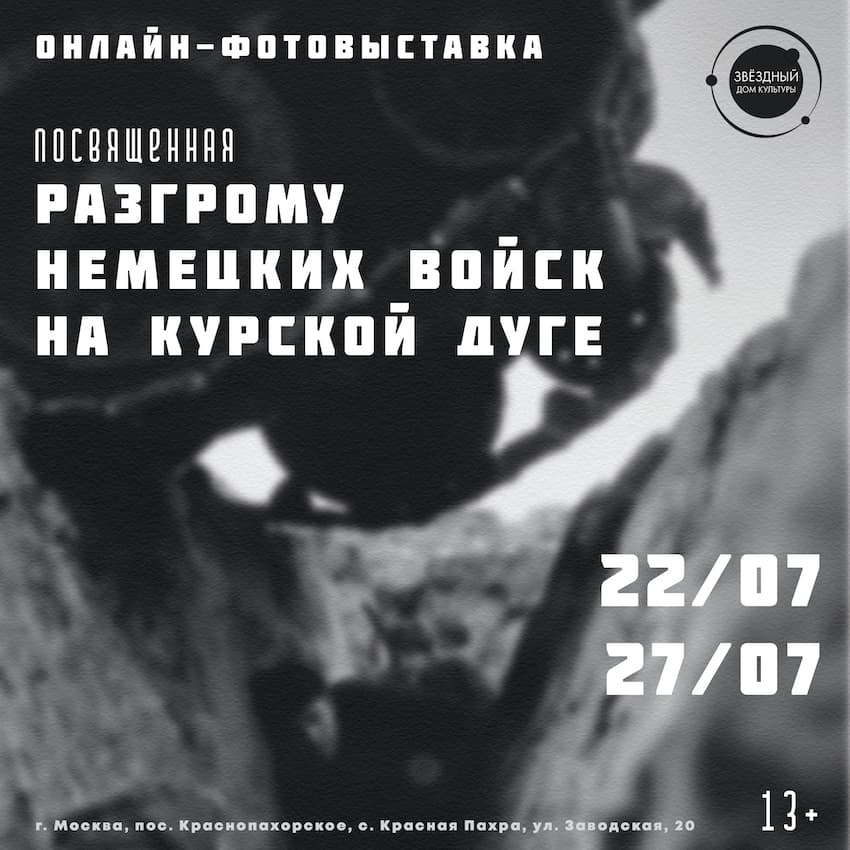 ОНЛАЙН-ФОТОВЫСТАВКА
ЗВЁЗДНЫЙ
ДОМ КУЛЬТУРЫ
ПОСВЯЩЕННАЯ
РАЗГРОМУ
НЕМЕЦКИХ ВОЙСК
НА КУРСКОЙ ДУГЕ
22/07
27/07
13+
г. Москва, пос. Краснопахорское, с. Красная Пахра, ул. Заводская, 20